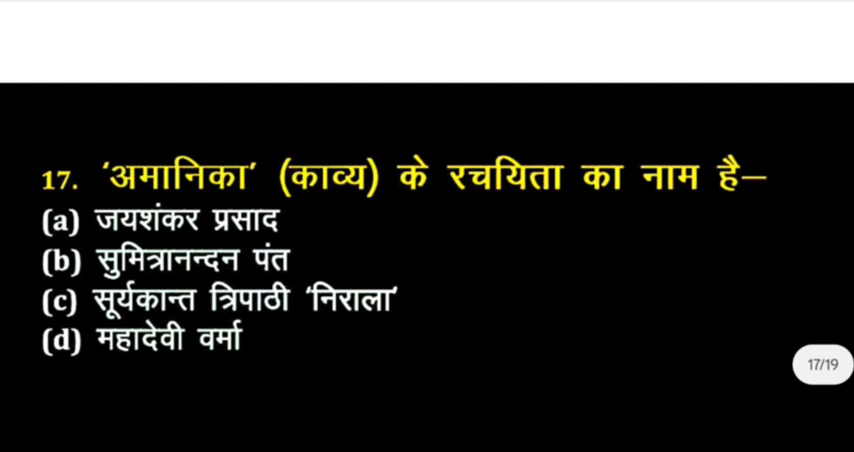 17. 'अमानिका' (काव्य) के रचयिता का नाम है—
(a) जयशंकर प्रसाद
(b) सुमित्रानन्दन पंत
(c) सूर्यकान्त त्रिपाठी 'निराला'
(d) महादेवी वर्मा
17/19